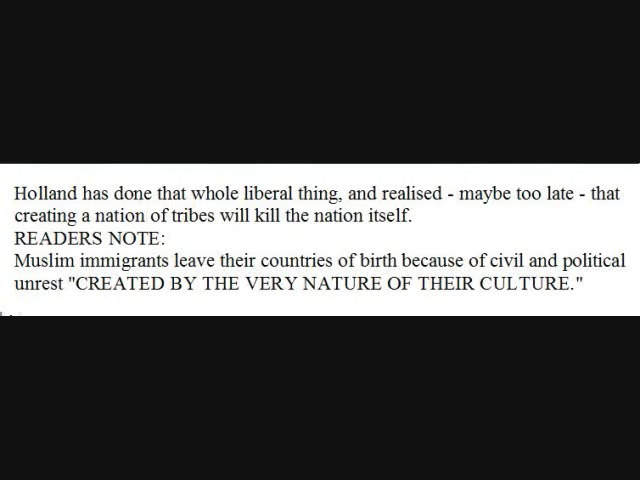 Holland has done that whole liberal thing, and realised - maybe too late - that
creating a nation of tribes will kill the nation itself.
READERS NOTE:
Muslim immigrants leave their countries of birth because of civil and political
unrest "CREATED BY THE VERY NATURE OF THEIR CULTURE."